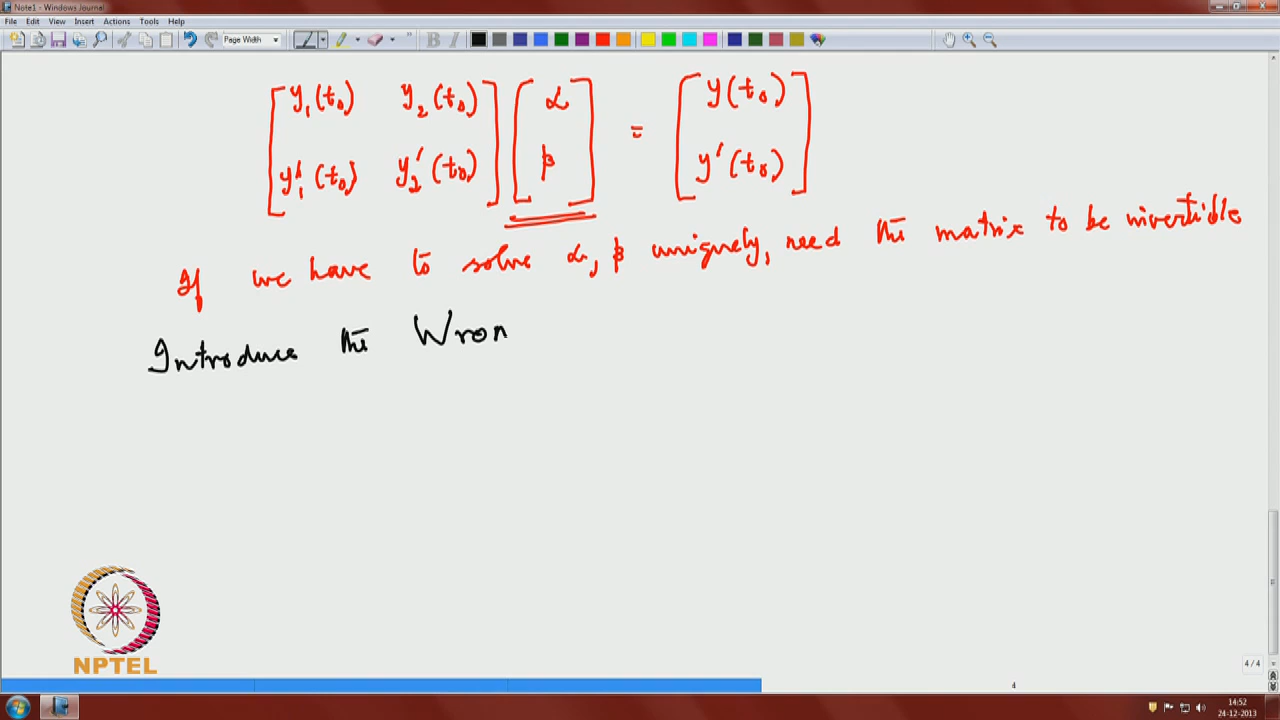 Note1 - Windows Journal
File Edit View Insert Actions Tools Help
Page Width
B I
[ y₁(t₀) y₂(t₀) ] [ α ] = [ y(t₀) ]
[ y₁'(t₀) y₂'(t₀) ] [ β ] [ y'(t₀) ]
If we have to solve α, β uniquely, need the matrix to be invertible
Introduce the Wron
NPTEL
4 / 4
4
14:52
24-12-2013